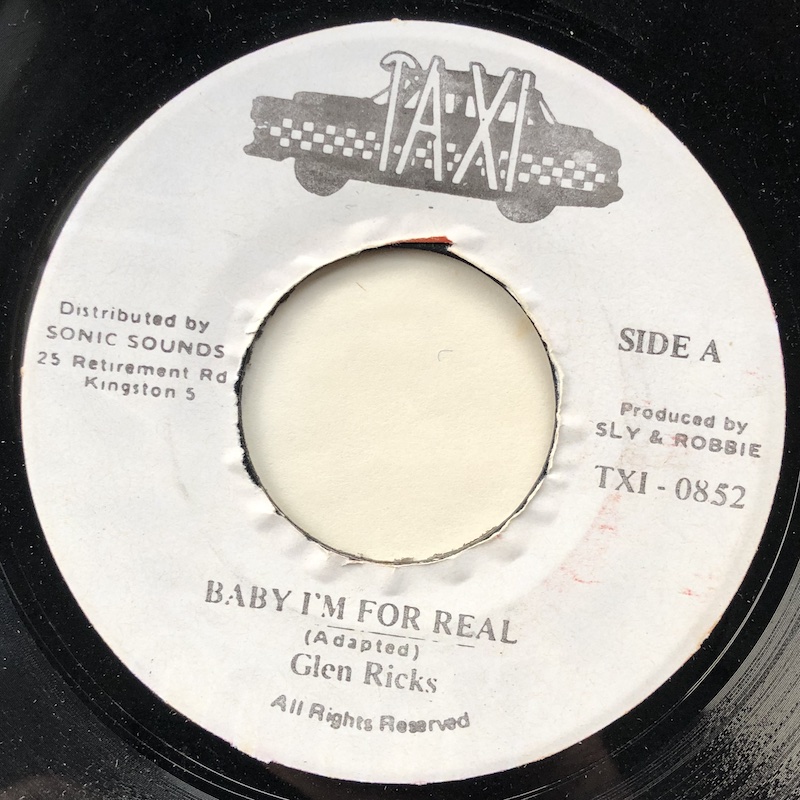 TAXI
Distributed by
SONIC SOUNDS
25 Retirement Rd
Kingston 5
SIDE A
Produced by
SLY & ROBBIE
TXI - 0852
BABY I'M FOR REAL
(Adapted)
Glen Ricks
All Rights Reserved